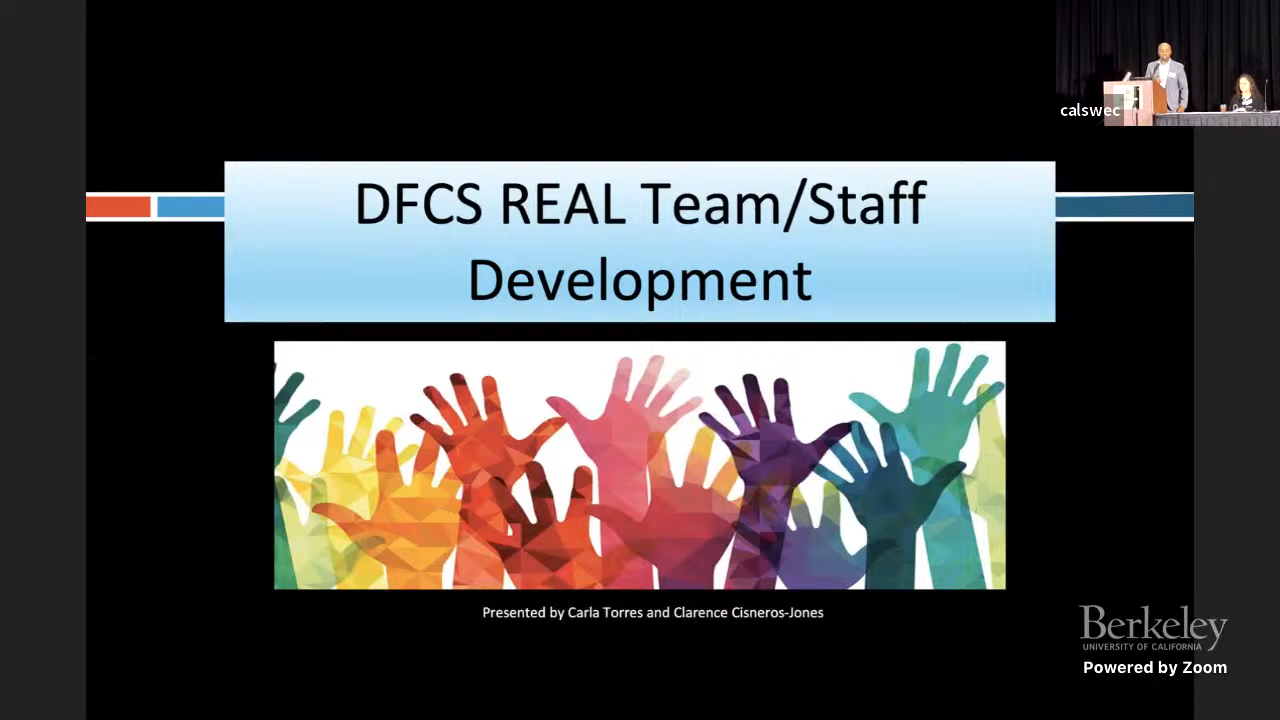 calswec
DFCS REAL Team/Staff
Development
Presented by Carla Torres and Clarence Cisneros-Jones
Berkeley
UNIVERSITY OF CALIFORNIA
Powered by Zoom